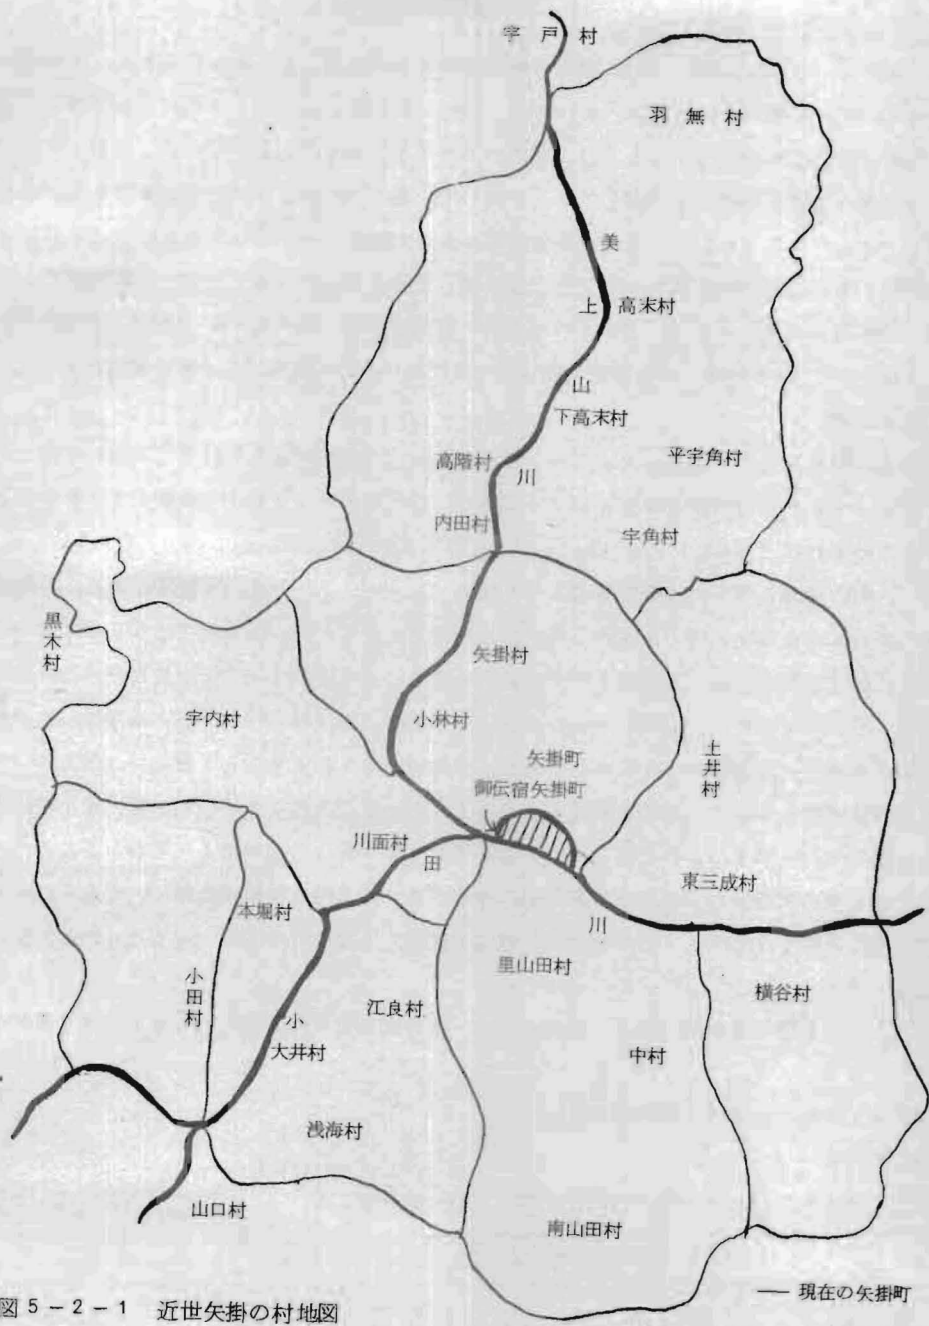 宇戸村
羽無村
美
上高末村
山
下高末村
高階村
川
平宇角村
内田村
宇角村
黒木村
矢掛村
宇内村
小林村
矢掛町
土井村
御伝宿矢掛町
川面村
田
東三成村
本堀村
川
里山田村
小田村
横谷村
江良村
小
大井村
中村
浅海村
山口村
南山田村
現在の矢掛町
図5-2-1 近世矢掛の村地図